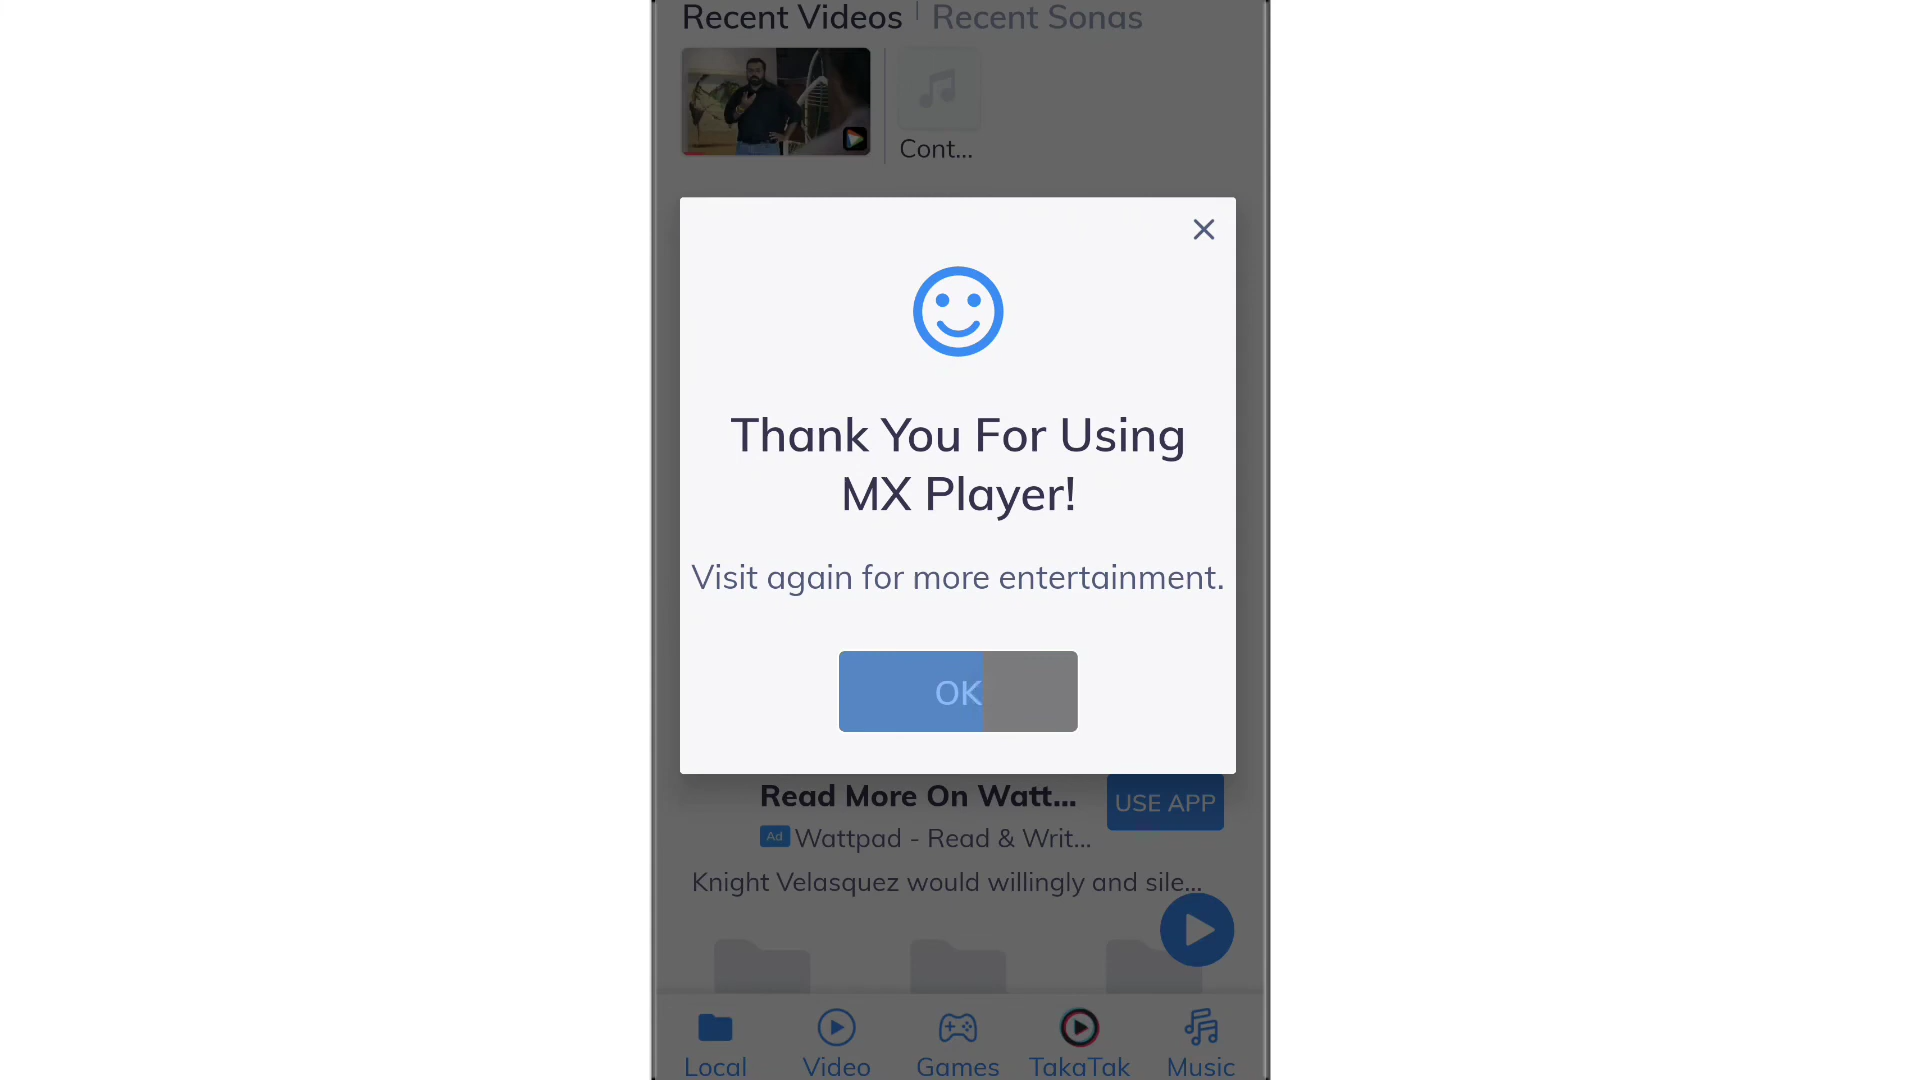 Recent Videos Recent Sonas
Cont...
Thank You For Using
MX Player!
Visit again for more entertainment.
OK
Read More On Watt...
USE APP
Ad Wattpad - Read & Writ...
Knight Velasquez would willingly and sile...
Local Video Games TakaTak Music